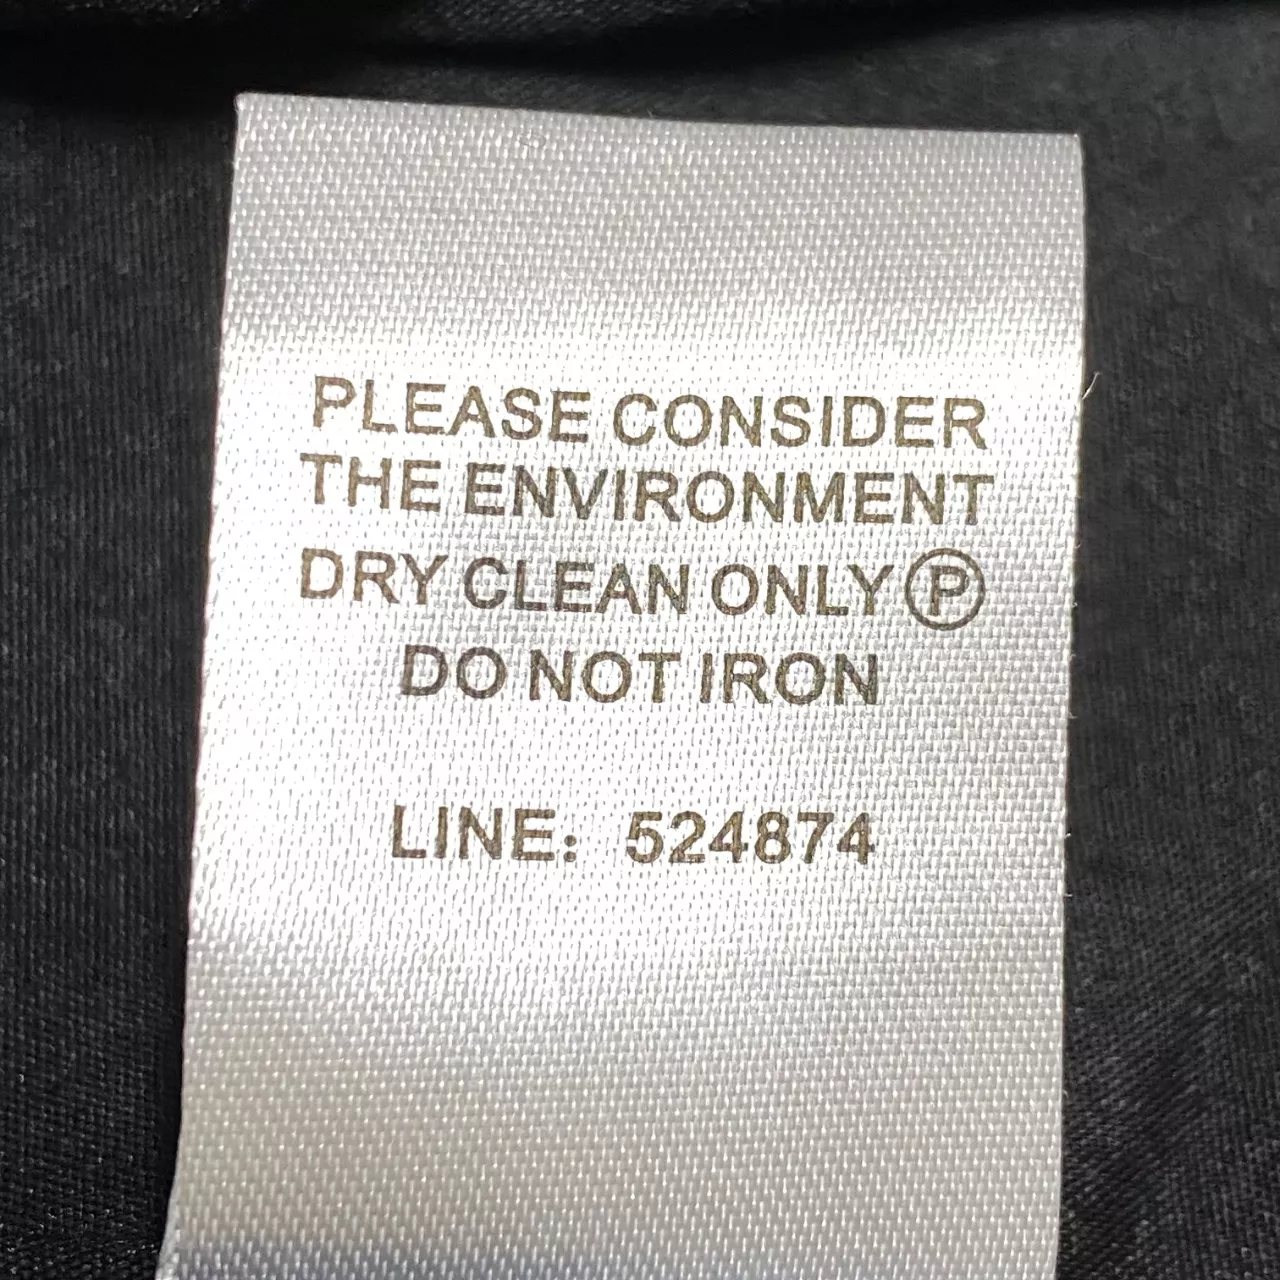 PLEASE CONSIDER
THE ENVIRONMENT
DRY CLEAN ONLY Ⓟ
DO NOT IRON
LINE: 524874